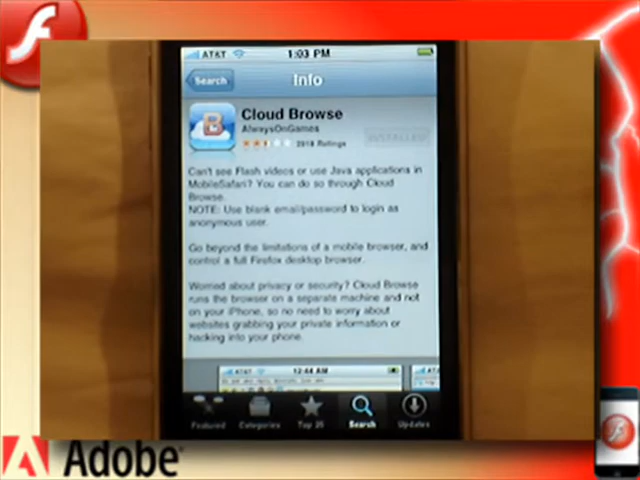 AT&T 1:03 PM
Search Info
Cloud Browse
AlwaysOnGames
INSTALLED
2018 Ratings
Can't see Flash videos or use Java applications in
MobileSafari? You can do so through Cloud
Browse.
NOTE: Use blank email/password to login as
anonymous user.
Go beyond the limitations of a mobile browser, and
control a full Firefox desktop browser.
Worried about privacy or security? Cloud Browse
runs the browser on a separate machine and not
on your iPhone, so no need to worry about
websites grabbing your private information or
hacking into your phone.
AT&T 12:44 AM
Featured Categories Top 25 Search Updates
Adobe